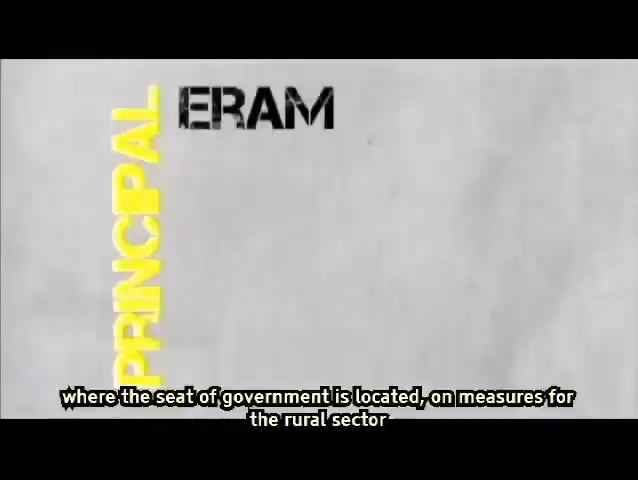 PRINCIPAL
ERAM
where the seat of government is located, on measures for
the rural sector